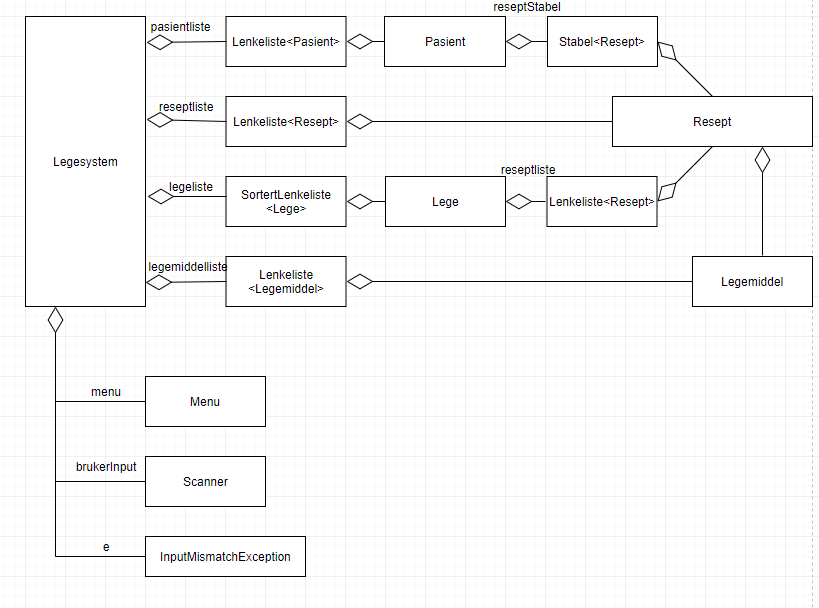 reseptStabel
pasientliste
Lenkeliste<Pasient>
Pasient
Stabel<Resept>
reseptliste
Lenkeliste<Resept>
Resept
Legesystem
legeliste
SortertLenkeliste
<Lege>
Lege
reseptliste
Lenkeliste<Resept>
legemiddelliste
Lenkeliste
<Legemiddel>
Legemiddel
menu
Menu
brukerInput
Scanner
e
InputMismatchException